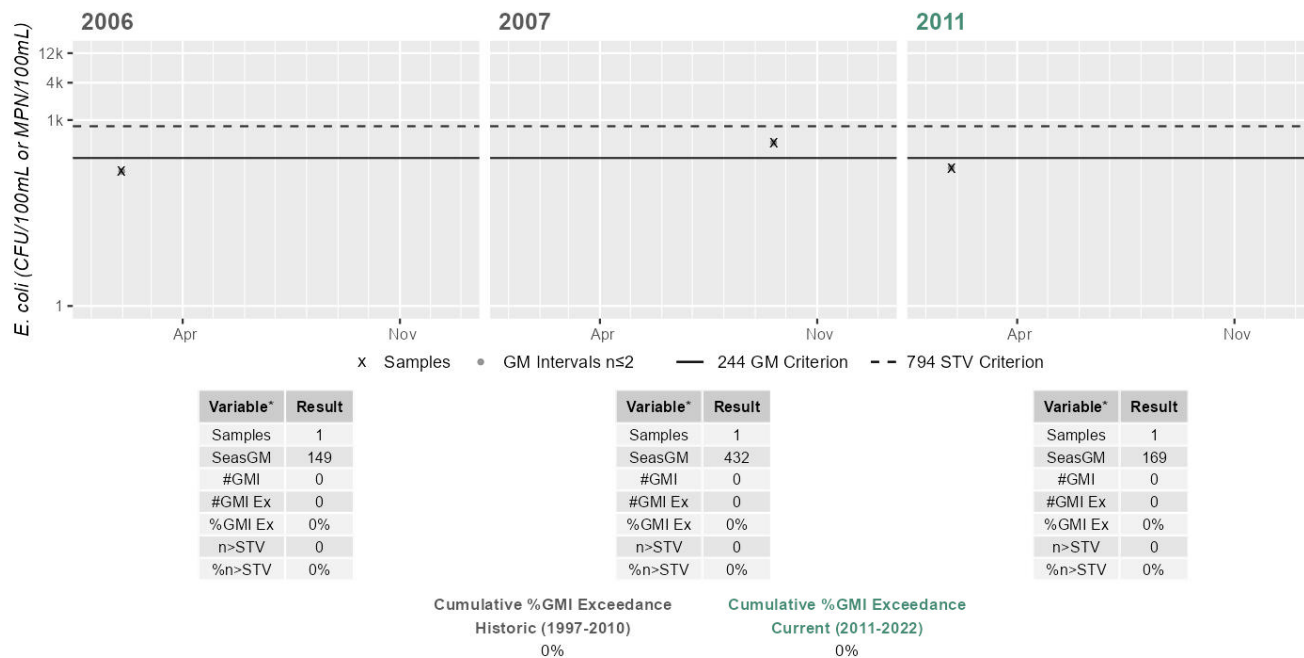 2006 2007 2011
E. coli (CFU/100mL or MPN/100mL)
12k
4k
1k
1
Apr Nov Apr Nov Apr Nov
x Samples GM Intervals n≤2 244 GM Criterion 794 STV Criterion
Variable* Result Variable* Result Variable* Result
Samples 1 Samples 1 Samples 1
SeasGM 149 SeasGM 432 SeasGM 169
#GMI 0 #GMI 0 #GMI 0
#GMI Ex 0 #GMI Ex 0 #GMI Ex 0
%GMI Ex 0% %GMI Ex 0% %GMI Ex 0%
n>STV 0 n>STV 0 n>STV 0
%n>STV 0% %n>STV 0% %n>STV 0%
Cumulative %GMI Exceedance Cumulative %GMI Exceedance
Historic (1997-2010) Current (2011-2022)
0% 0%